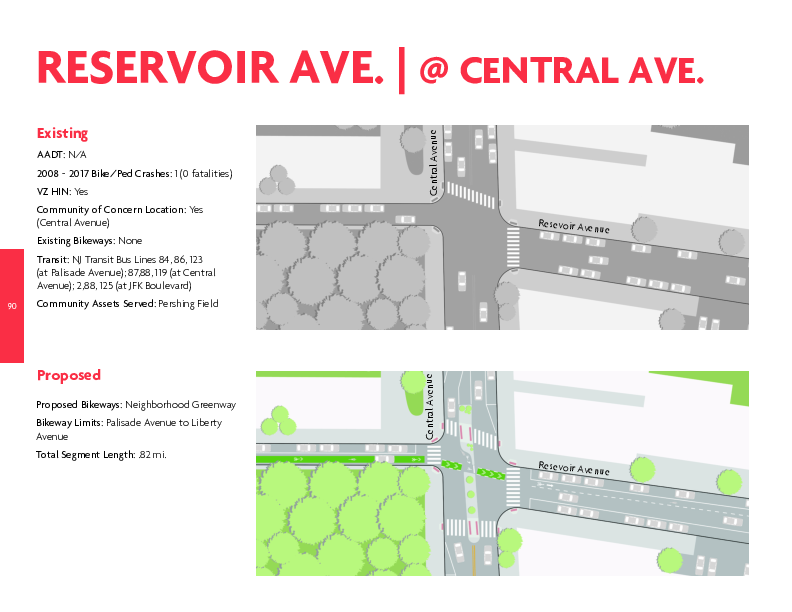 RESERVOIR AVE. | @ CENTRAL AVE.
Existing
AADT: N/A
2008 - 2017 Bike/Ped Crashes: 1 (0 fatalities)
VZ HIN: Yes
Community of Concern Location: Yes
(Central Avenue)
Existing Bikeways: None
Transit: NJ Transit Bus Lines 84, 86, 123
(at Palisade Avenue); 87,88, 119 (at Central
Avenue); 2,88, 125 (at JFK Boulevard)
Community Assets Served: Pershing Field
Central Avenue
Resevoir Avenue
90
Proposed
Proposed Bikeways: Neighborhood Greenway
Bikeway Limits: Palisade Avenue to Liberty
Avenue
Total Segment Length: .82 mi.
Central Avenue
Resevoir Avenue